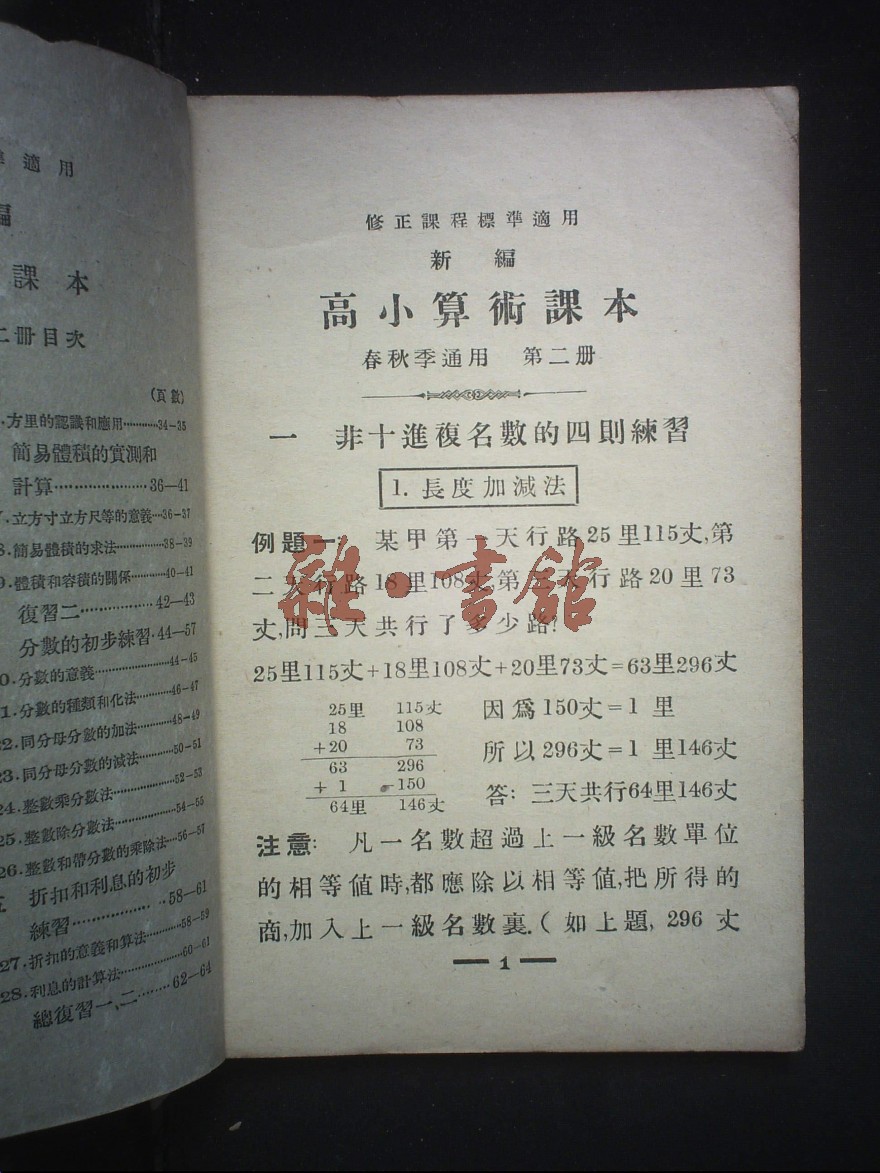 準適用
編
課本
二冊目次
(頁數)
.方里的認識和應用…………34-35
簡易體積的實測和
計算…………………36—41
7.立方寸立方尺等的意義…36-37
8.簡易體積的求法……………38-39
9.體積和容積的關係…………40-41
復習二……………42—43
分數的初步練習·44—57
0.分數的意義…………………44-45
1.分數的種類和化法…………46-47
22.同分母分數的加法…………48-49
23.同分母分數的減法…………50-51
24.整數乘分數法………………52-53
25.整數除分數法………………54-55
26.整數和帶分數的乘除法…56-57
五 折扣和利息的初步
練習………………58—61
27.折扣的意義和算法…………58-59
28.利息的計算法………………60-61
總復習一、二………62-64
修正課程標準適用
新編
高小算術課本
春秋季通用 第二册
一 非十進複名數的四則練習
1. 長度加減法
例題一 某甲第一天行路25里115丈,第
二天行路18里108丈,第三天行路20里73
丈,問三天共行了多少路?
25里115丈+18里108丈+20里73丈=63里296丈
25里 115丈
18 108
+20 73
63 296
+ 1 -150
64里 146丈
因爲150丈=1里
所以296丈=1里146丈
答: 三天共行64里146丈
注意: 凡一名數超過上一級名數單位
的相等値時,都應除以相等値,把所得的
商,加入上一級名數裏.(如上題, 296丈
— 1 —
雜·書館